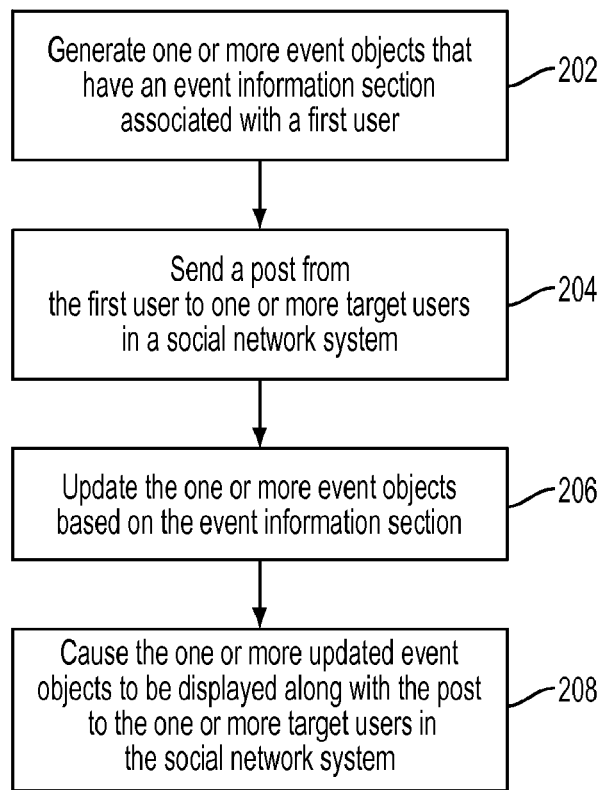 Generate one or more event objects that
have an event information section
associated with a first user
202
Send a post from
the first user to one or more target users
in a social network system
204
Update the one or more event objects
based on the event information section
206
Cause the one or more updated event
objects to be displayed along with the post
to the one or more target users in
the social network system
208